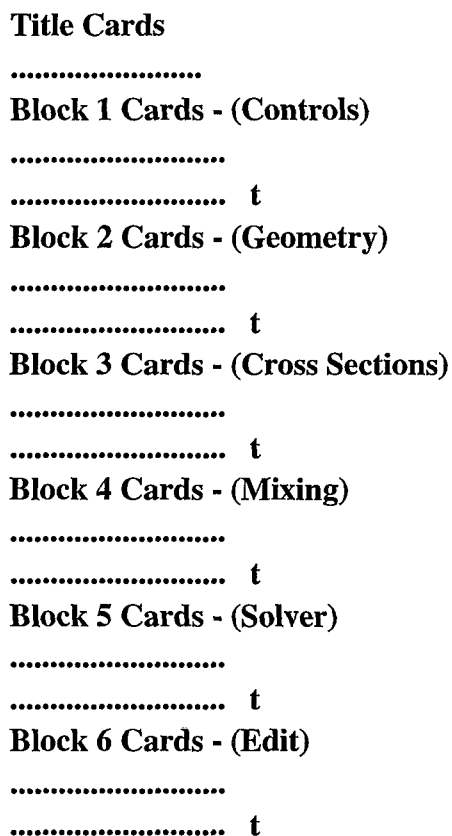 Title Cards
........................
Block 1 Cards - (Controls)
...........................
........................... t
Block 2 Cards - (Geometry)
...........................
........................... t
Block 3 Cards - (Cross Sections)
...........................
........................... t
Block 4 Cards - (Mixing)
...........................
........................... t
Block 5 Cards - (Solver)
...........................
........................... t
Block 6 Cards - (Edit)
...........................
........................... t